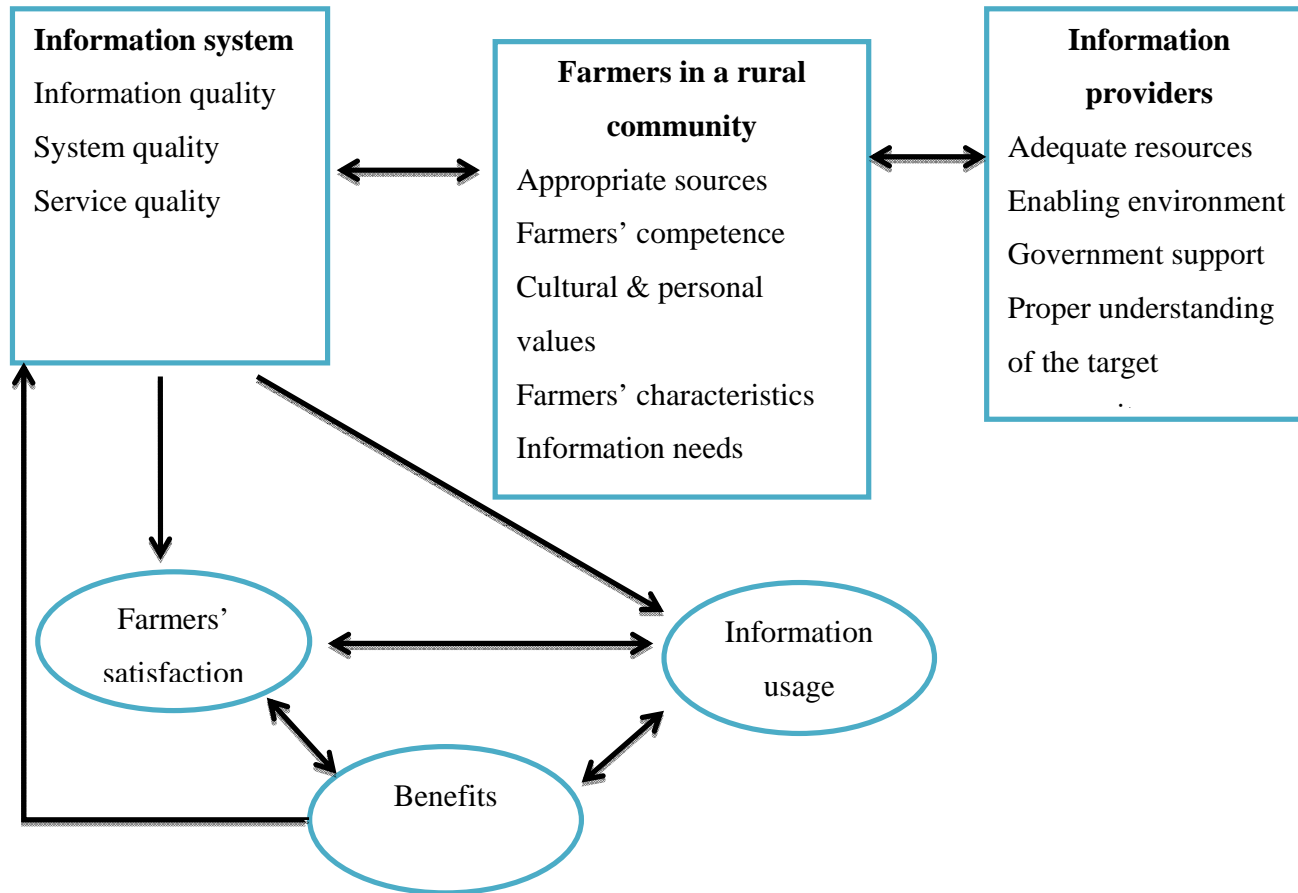 Information system
Information quality
System quality
Service quality
Farmers in a rural
community
Appropriate sources
Farmers’ competence
Cultural & personal
values
Farmers’ characteristics
Information needs
Information
providers
Adequate resources
Enabling environment
Government support
Proper understanding
of the target
Farmers’
satisfaction
Information
usage
Benefits